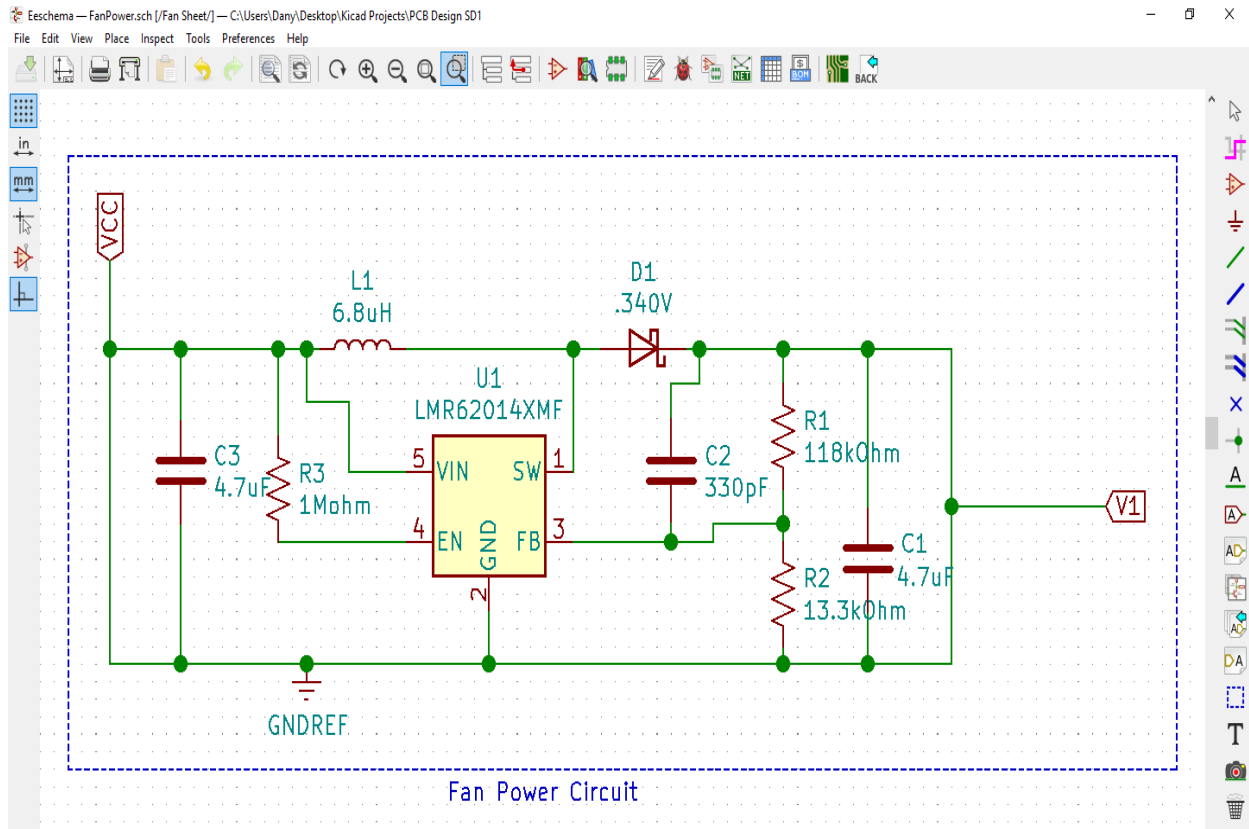 Eeschema — FanPower.sch [/Fan Sheet/] — C:\Users\Dany\Desktop\Kicad Projects\PCB Design SD1
File Edit View Place Inspect Tools Preferences Help
NET
BOM
BACK
in
mm
VCC
L1
6.8uH
D1
.340V
U1
LMR62014XMF
C3
4.7uF
R3
1Mohm
5
VIN
SW
1
4
EN
GND
FB
3
2
C2
330pF
R1
118kOhm
R2
13.3kOhm
C1
4.7uF
V1
GNDREF
Fan Power Circuit
A
A
AD
AD
DA
T